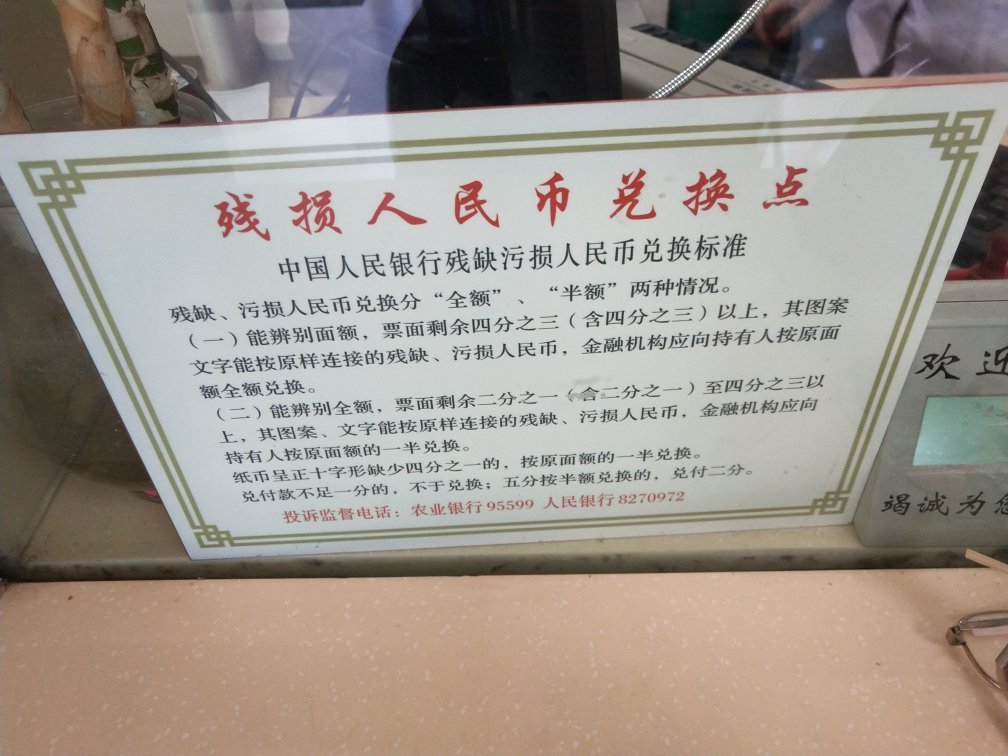 残损人民币兑换点
中国人民银行残缺污损人民币兑换标准
残缺、污损人民币兑换分“全额”、“半额”两种情况。
（一）能辨别面额，票面剩余四分之三（含四分之三）以上，其图案
文字能按原样连接的残缺、污损人民币，金融机构应向持有人按原面
额全额兑换。
（二）能辨别全额，票面剩余二分之一（含二分之一）至四分之三以
上，其图案、文字能按原样连接的残缺、污损人民币，金融机构应向
持有人按原面额的一半兑换。
纸币呈正十字形缺少四分之一的，按原面额的一半兑换。
兑付款不足一分的，不于兑换；五分按半额兑换的，兑付二分。
投诉监督电话：农业银行95599 人民银行8270972
欢迎
竭诚为您